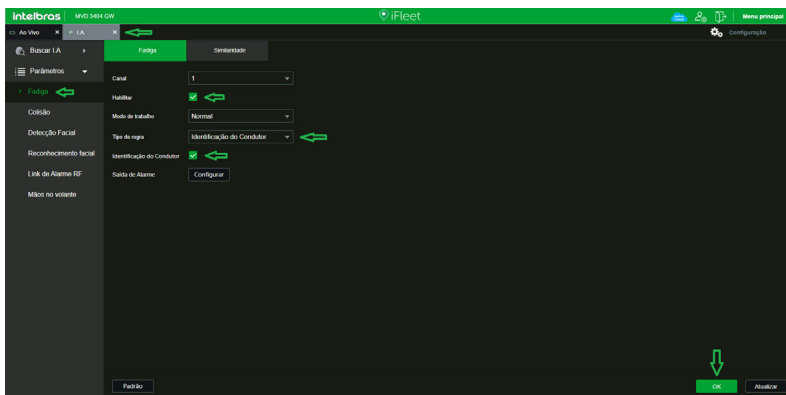 intelbras MVD 3404 GW iFleet Menu principal
Ao Vivo × I.A × Configuração
Buscar I.A Fadiga Similaridade
Parâmetros
Canal 1
Fadiga
Habilitar
Colisão
Modo de trabalho Normal
Detecção Facial
Tipo de regra Identificação do Condutor
Reconhecimento facial
Identificação do Condutor
Link de Alarme RF
Saída de Alarme Configurar
Mãos no volante
Padrão OK Atualizar